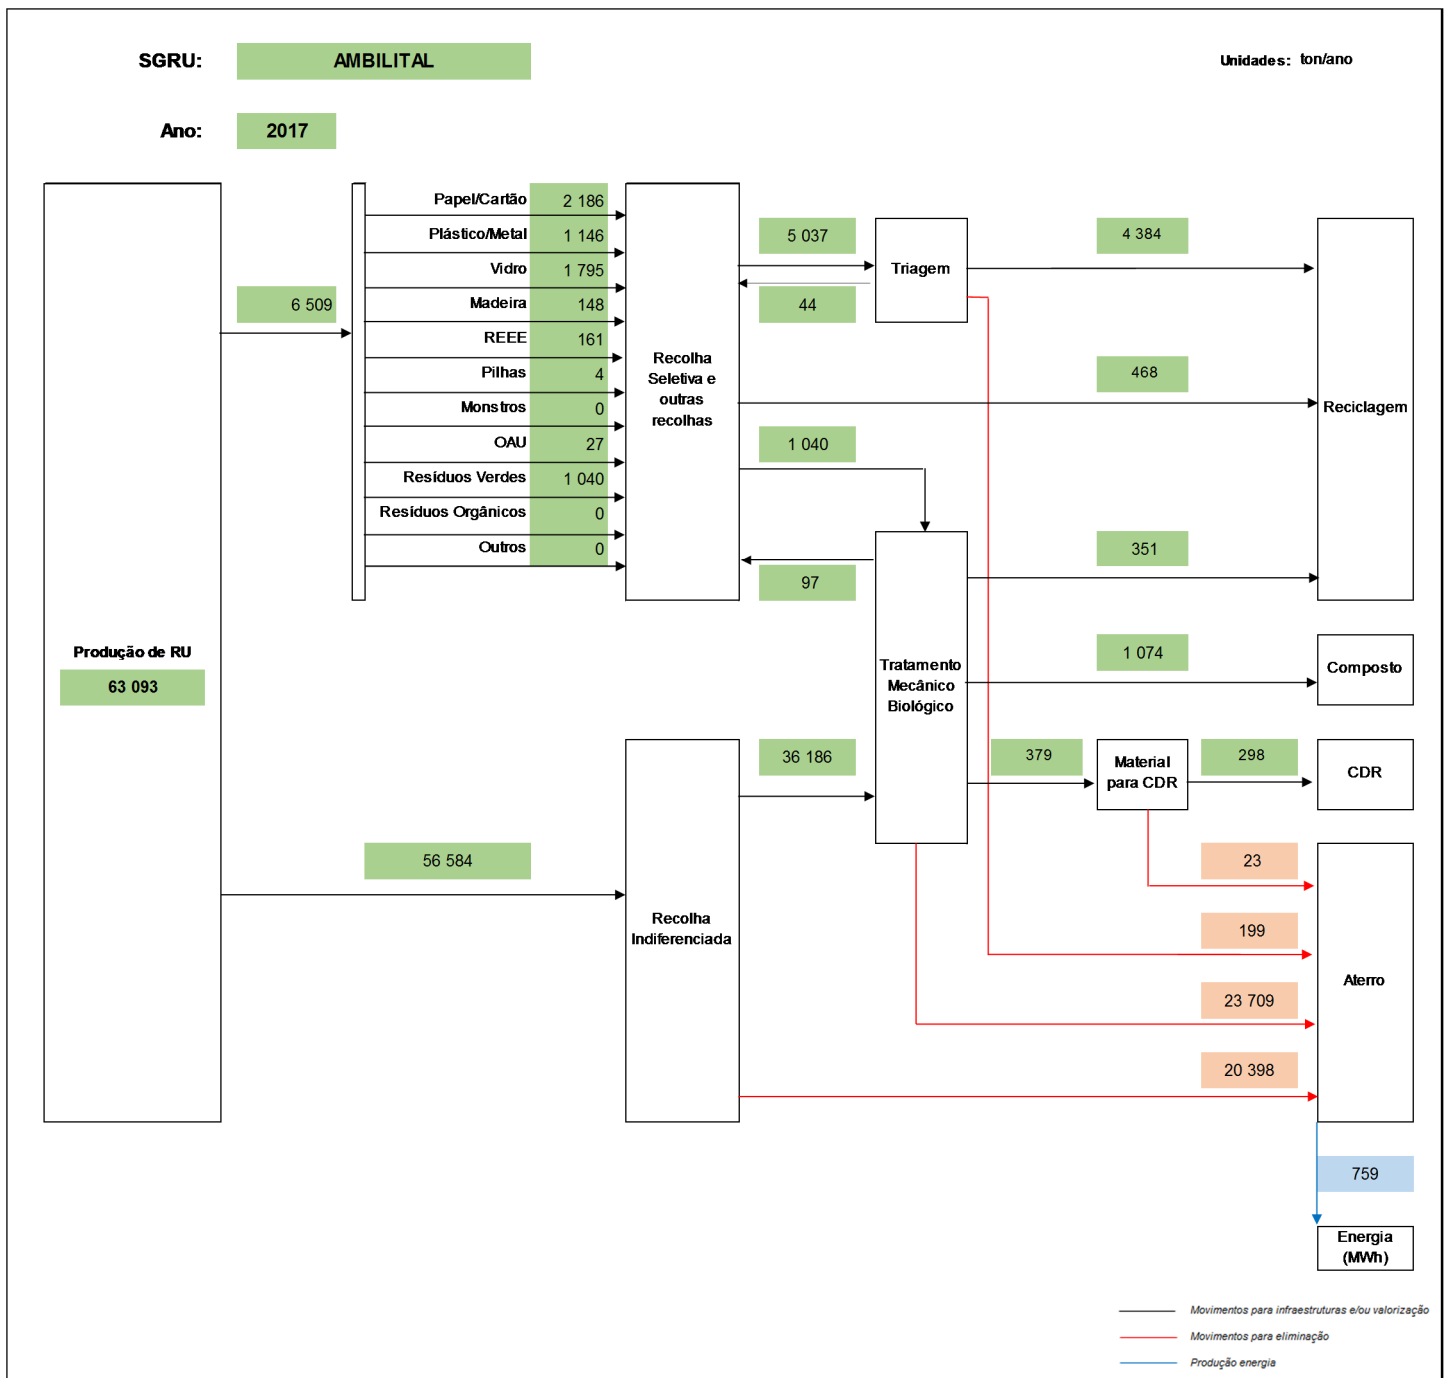 SGRU: AMBILITAL
Unidades: ton/ano
Ano: 2017
Papel/Cartão 2 186
Plástico/Metal 1 146
Vidro 1 795
Madeira 148
REEE 161
Pilhas 4
Monstros 0
OAU 27
Resíduos Verdes 1 040
Resíduos Orgânicos 0
Outros 0
6 509
Produção de RU
63 093
56 584
Recolha
Seletiva e
outras
recolhas
Recolha
Indiferenciada
5 037
44
1 040
97
36 186
Triagem
Tratamento
Mecânico
Biológico
4 384
468
351
1 074
379
Material
para CDR
298
23
199
23 709
20 398
Reciclagem
Composto
CDR
Aterro
759
Energia
(MWh)
Movimentos para infraestruturas e/ou valorização
Movimentos para eliminação
Produção energia